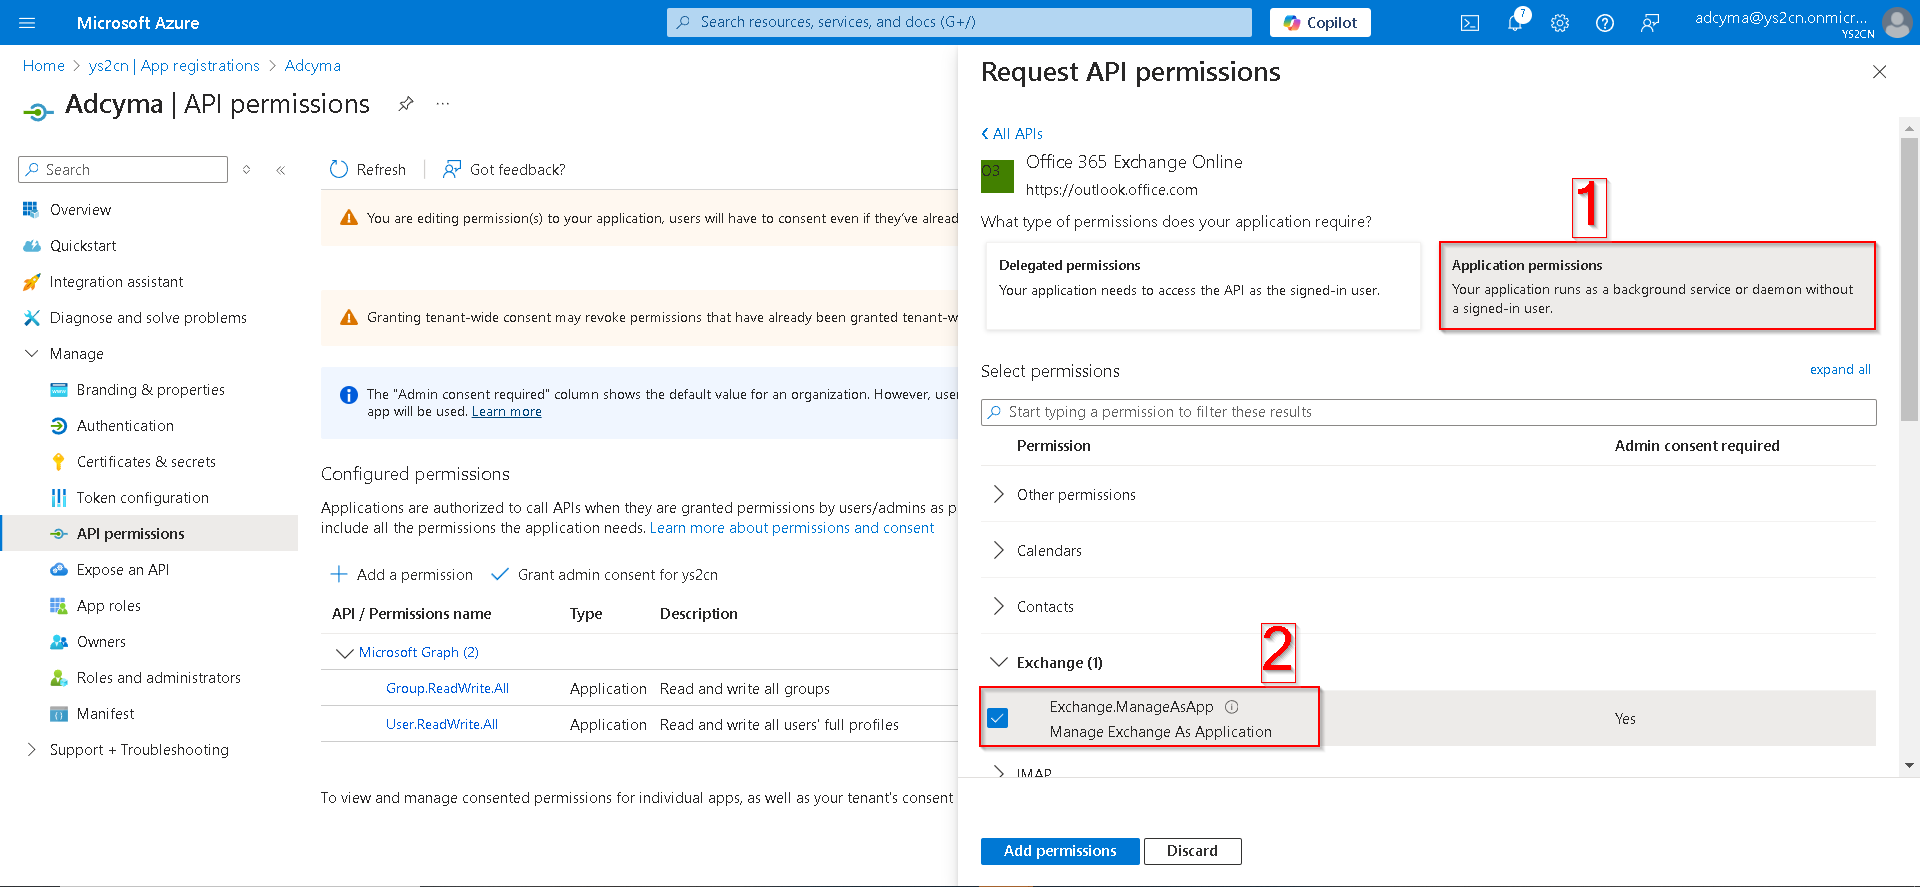 Microsoft Azure
Search resources, services, and docs (G+/)
Copilot
7
adcyma@ys2cn.onmicr...
YS2CN
Home > ys2cn | App registrations > Adcyma
Adcyma | API permissions
Search
Overview
Quickstart
Integration assistant
Diagnose and solve problems
Manage
Branding & properties
Authentication
Certificates & secrets
Token configuration
API permissions
Expose an API
App roles
Owners
Roles and administrators
Manifest
Support + Troubleshooting
Refresh
Got feedback?
You are editing permission(s) to your application, users will have to consent even if they've alread
Granting tenant-wide consent may revoke permissions that have already been granted tenant-w
The "Admin consent required" column shows the default value for an organization. However, user
app will be used. Learn more
Configured permissions
Applications are authorized to call APIs when they are granted permissions by users/admins as p
include all the permissions the application needs. Learn more about permissions and consent
Add a permission
Grant admin consent for ys2cn
API / Permissions name Type Description
Microsoft Graph (2)
Group.ReadWrite.All Application Read and write all groups
User.ReadWrite.All Application Read and write all users' full profiles
To view and manage consented permissions for individual apps, as well as your tenant's consent
Request API permissions
All APIs
O3
Office 365 Exchange Online
https://outlook.office.com
What type of permissions does your application require?
1
Delegated permissions
Your application needs to access the API as the signed-in user.
Application permissions
Your application runs as a background service or daemon without
a signed-in user.
Select permissions
expand all
Start typing a permission to filter these results
Permission Admin consent required
Other permissions
Calendars
Contacts
Exchange (1)
2
Exchange.ManageAsApp
Manage Exchange As Application
Yes
IMAP
Add permissions
Discard